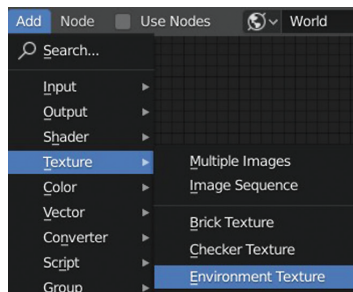 Add Node Use Nodes World
Search...
Input
Output
Shader
Texture
Color
Vector
Converter
Script
Group
Multiple Images
Image Sequence
Brick Texture
Checker Texture
Environment Texture